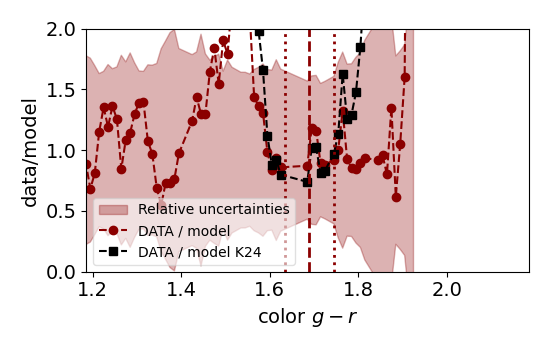 2.0
1.5
1.0
0.5
0.0
data/model
Relative uncertainties
DATA / model
DATA / model K24
1.2 1.4 1.6 1.8 2.0
color g − r